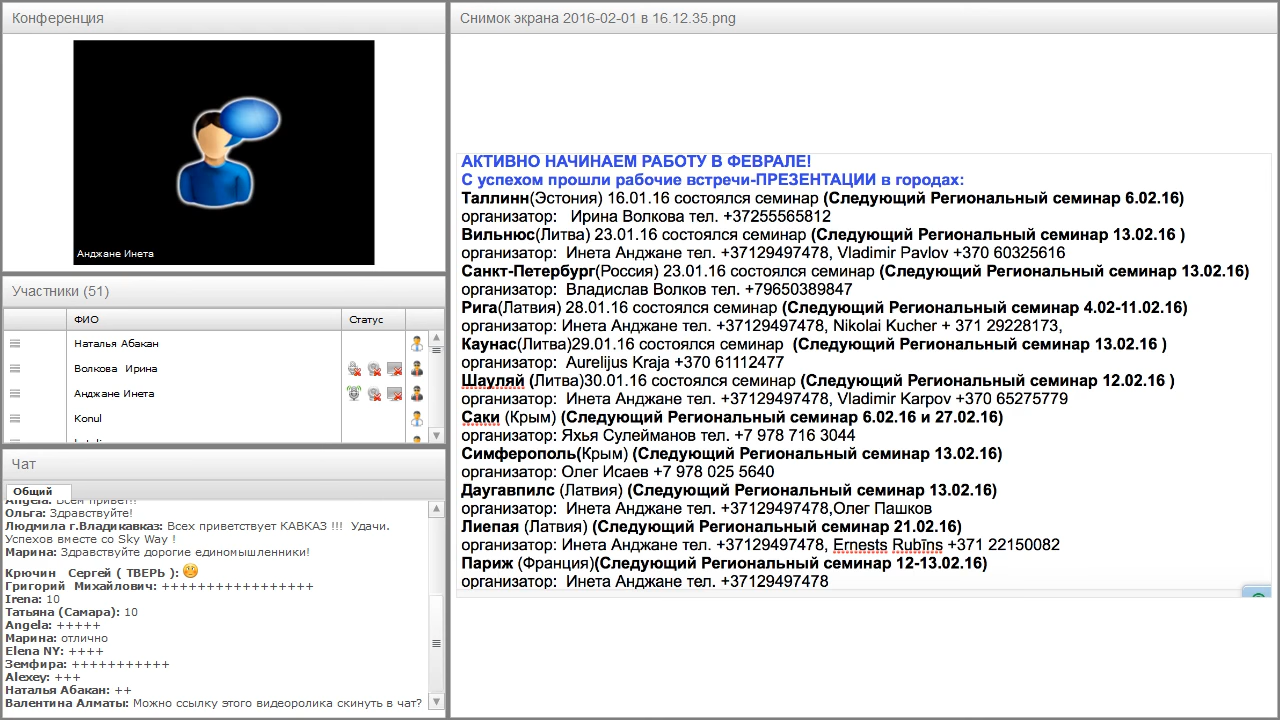 Конференция
Анджане Инета
Участники (51)
ФИО
Статус
Наталья Абакан
Волкова Ирина
Анджане Инета
Konul
Чат
Общий
Angela: Всем привет!!
Ольга: Здравствуйте!
Людмила г.Владикавказ: Всех приветствует КАВКАЗ !!! Удачи.
Успехов вместе со Sky Way !
Марина: Здравствуйте дорогие единомышленники!
Крючин Сергей ( ТВЕРЬ ):
Григорий Михайлович: +++++++++++++++++
Irena: 10
Татьяна (Самара): 10
Angela: +++++
Марина: отлично
Elena NY: ++++
Земфира: +++++++++++
Alexey: +++
Наталья Абакан: ++
Валентина Алматы: Можно ссылку этого видеоролика скинуть в чат?
Снимок экрана 2016-02-01 в 16.12.35.png
АКТИВНО НАЧИНАЕМ РАБОТУ В ФЕВРАЛЕ!
С успехом прошли рабочие встречи-ПРЕЗЕНТАЦИИ в городах:
Таллинн(Эстония) 16.01.16 состоялся семинар (Следующий Региональный семинар 6.02.16)
организатор: Ирина Волкова тел. +37255565812
Вильнюс(Литва) 23.01.16 состоялся семинар (Следующий Региональный семинар 13.02.16 )
организатор: Инета Анджане тел. +37129497478, Vladimir Pavlov +370 60325616
Санкт-Петербург(Россия) 23.01.16 состоялся семинар (Следующий Региональный семинар 13.02.16)
организатор: Владислав Волков тел. +79650389847
Рига(Латвия) 28.01.16 состоялся семинар (Следующий Региональный семинар 4.02-11.02.16)
организатор: Инета Анджане тел. +37129497478, Nikolai Kucher + 371 29228173,
Каунас(Литва)29.01.16 состоялся семинар (Следующий Региональный семинар 13.02.16 )
организатор: Aurelijus Kraja +370 61112477
Шауляй (Литва)30.01.16 состоялся семинар (Следующий Региональный семинар 12.02.16 )
организатор: Инета Анджане тел. +37129497478, Vladimir Karpov +370 65275779
Саки (Крым) (Следующий Региональный семинар 6.02.16 и 27.02.16)
организатор: Яхья Сулейманов тел. +7 978 716 3044
Симферополь(Крым) (Следующий Региональный семинар 13.02.16)
организатор: Олег Исаев +7 978 025 5640
Даугавпилс (Латвия) (Следующий Региональный семинар 13.02.16)
организатор: Инета Анджане тел. +37129497478,Олег Пашков
Лиепая (Латвия) (Следующий Региональный семинар 21.02.16)
организатор: Инета Анджане тел. +37129497478, Ernests Rubīns +371 22150082
Париж (Франция)(Следующий Региональный семинар 12-13.02.16)
организатор: Инета Анджане тел. +37129497478